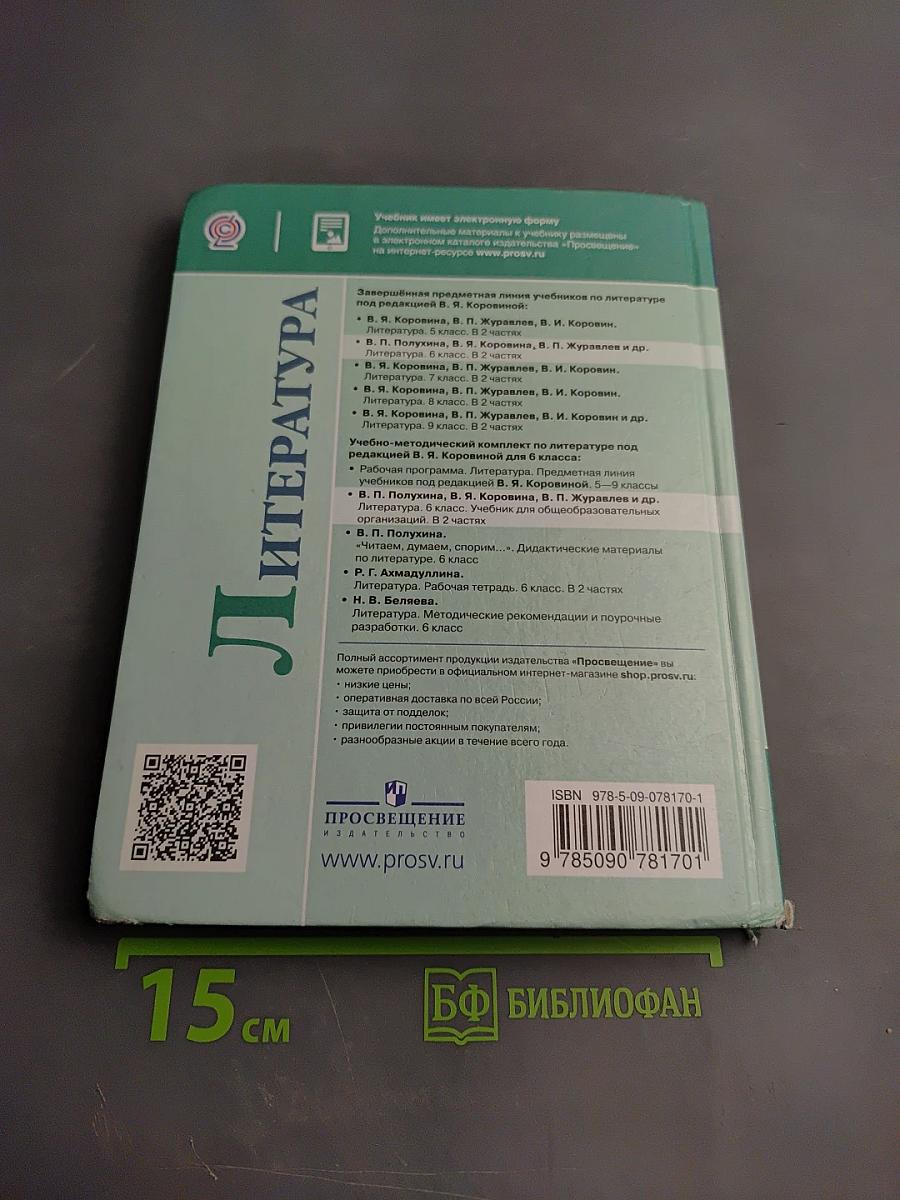 Учебник имеет электронную форму
Дополнительные материалы к учебнику размещены
в электронном каталоге издательства «Просвещение»
на интернет-ресурсе www.prosv.ru
ЛИТЕРАТУРА
Завершённая предметная линия учебников по литературе
под редакцией В. Я. Коровиной:
• В. Я. Коровина, В. П. Журавлев, В. И. Коровин.
Литература. 5 класс. В 2 частях
• В. П. Полухина, В. Я. Коровина, В. П. Журавлев и др.
Литература. 6 класс. В 2 частях
• В. Я. Коровина, В. П. Журавлев, В. И. Коровин.
Литература. 7 класс. В 2 частях
• В. Я. Коровина, В. П. Журавлев, В. И. Коровин.
Литература. 8 класс. В 2 частях
• В. Я. Коровина, В. П. Журавлев, В. И. Коровин и др.
Литература. 9 класс. В 2 частях
Учебно-методический комплект по литературе под
редакцией В. Я. Коровиной для 6 класса:
• Рабочая программа. Литература. Предметная линия
учебников под редакцией В. Я. Коровиной. 5—9 классы
• В. П. Полухина, В. Я. Коровина, В. П. Журавлев и др.
Литература. 6 класс. Учебник для общеобразовательных
организаций. В 2 частях
• В. П. Полухина.
«Читаем, думаем, спорим...». Дидактические материалы
по литературе. 6 класс
• Р. Г. Ахмадуллина.
Литература. Рабочая тетрадь. 6 класс. В 2 частях
• Н. В. Беляева.
Литература. Методические рекомендации и поурочные
разработки. 6 класс
Полный ассортимент продукции издательства «Просвещение» вы
можете приобрести в официальном интернет-магазине shop.prosv.ru:
• низкие цены;
• оперативная доставка по всей России;
• защита от подделок;
• привилегии постоянным покупателям;
• разнообразные акции в течение всего года.
ИП
ПРОСВЕЩЕНИЕ
ИЗДАТЕЛЬСТВО
www.prosv.ru
ISBN 978-5-09-078170-1
9 785090 781701
15 см
БФ БИБЛИОФАН